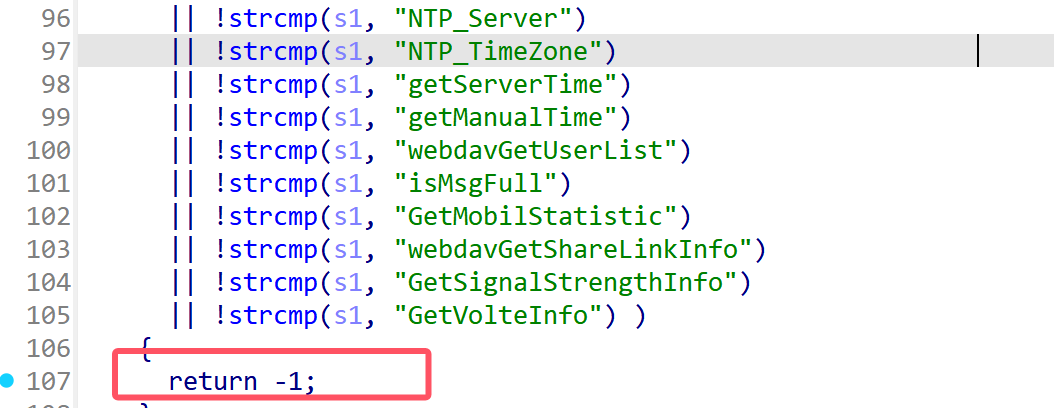 96 || !strcmp(s1, "NTP_Server")
97 || !strcmp(s1, "NTP_TimeZone")
98 || !strcmp(s1, "getServerTime")
99 || !strcmp(s1, "getManualTime")
100 || !strcmp(s1, "webdavGetUserList")
101 || !strcmp(s1, "isMsgFull")
102 || !strcmp(s1, "GetMobilStatistic")
103 || !strcmp(s1, "webdavGetShareLinkInfo")
104 || !strcmp(s1, "GetSignalStrengthInfo")
105 || !strcmp(s1, "GetVolteInfo") )
106 {
107 return -1;